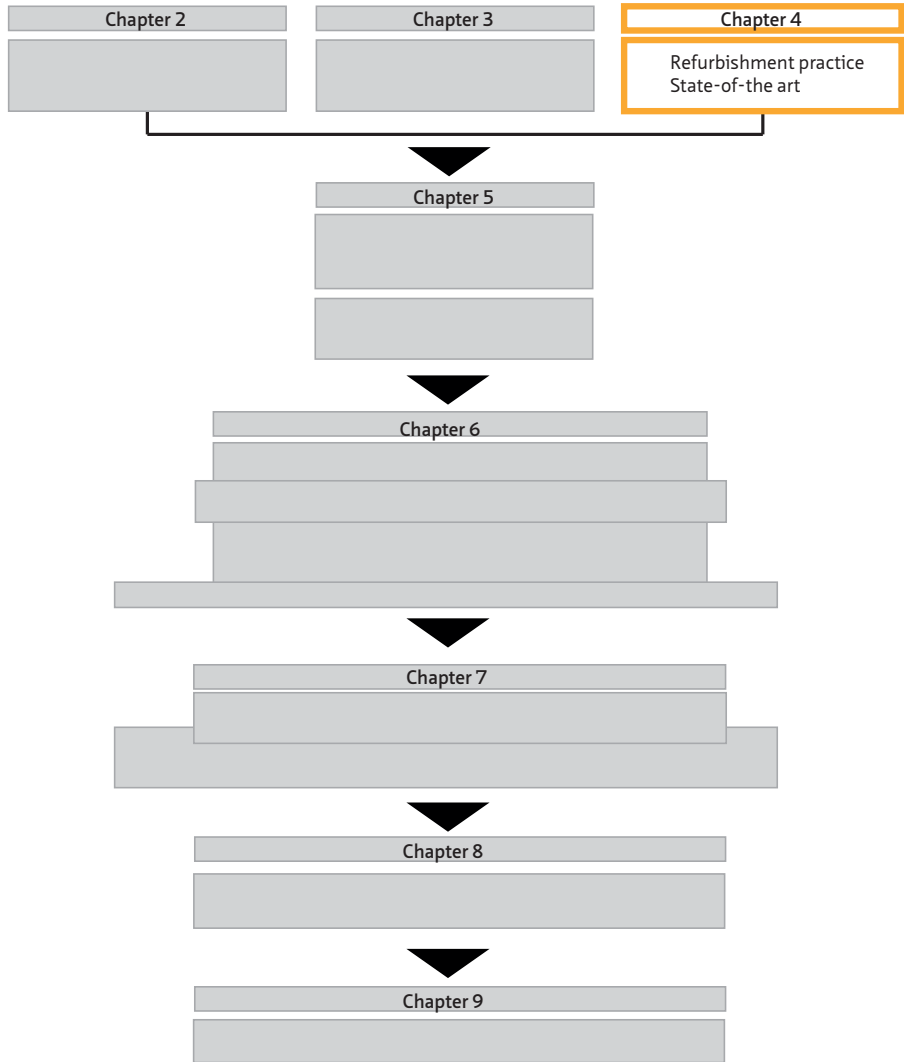 Chapter 2
Chapter 3
Chapter 4
Refurbishment practice
State-of-the art
Chapter 5
Chapter 6
Chapter 7
Chapter 8
Chapter 9